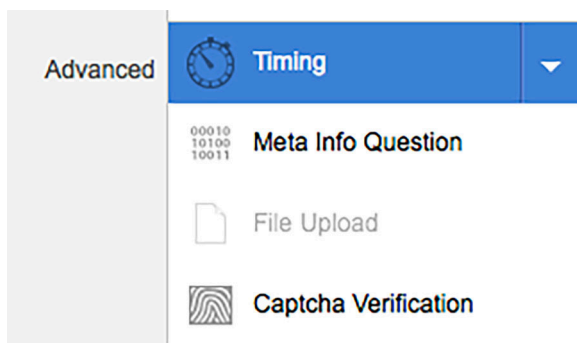 Advanced
Timing
00010
10100
10011
Meta Info Question
File Upload
Captcha Verification